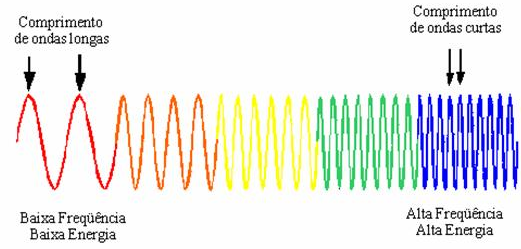 Comprimento
de ondas longas
Comprimento
de ondas curtas
Baixa Freqüência
Baixa Energia
Alta Freqüência
Alta Energia